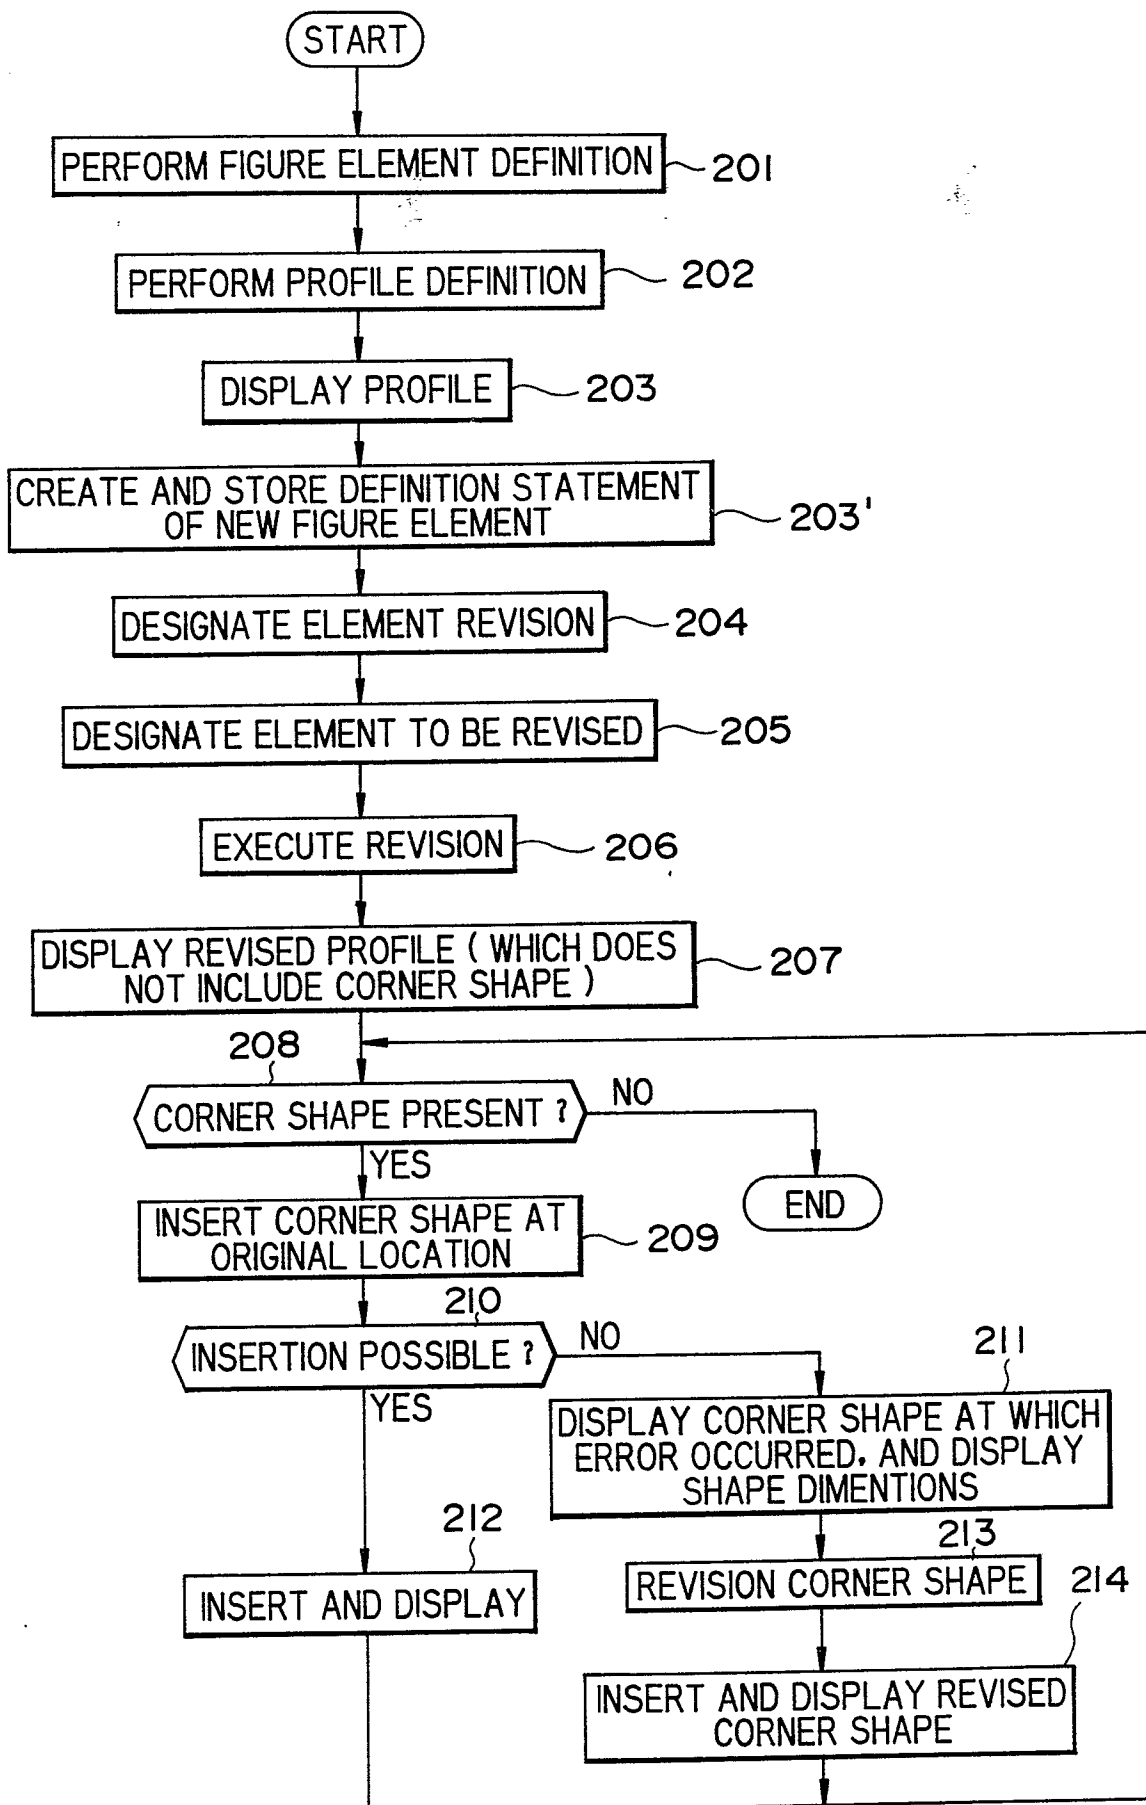 START
PERFORM FIGURE ELEMENT DEFINITION
201
PERFORM PROFILE DEFINITION
202
DISPLAY PROFILE
203
CREATE AND STORE DEFINITION STATEMENT
OF NEW FIGURE ELEMENT
203'
DESIGNATE ELEMENT REVISION
204
DESIGNATE ELEMENT TO BE REVISED
205
EXECUTE REVISION
206
DISPLAY REVISED PROFILE ( WHICH DOES
NOT INCLUDE CORNER SHAPE )
207
208
CORNER SHAPE PRESENT ?
NO
YES
END
INSERT CORNER SHAPE AT
ORIGINAL LOCATION
209
210
INSERTION POSSIBLE ?
NO
YES
211
DISPLAY CORNER SHAPE AT WHICH
ERROR OCCURRED. AND DISPLAY
SHAPE DIMENTIONS
212
INSERT AND DISPLAY
213
REVISION CORNER SHAPE
214
INSERT AND DISPLAY REVISED
CORNER SHAPE